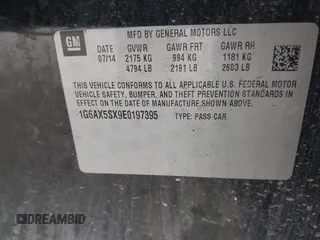 GM
MFD BY GENERAL MOTORS LLC
DATE GVWR GAWR FRT GAWR RR
07/14 2175 KG 994 KG 1181 KG
4794 LB 2191 LB 2603 LB
THIS VEHICLE CONFORMS TO ALL APPLICABLE U.S. FEDERAL MOTOR
VEHICLE SAFETY, BUMPER, AND THEFT PREVENTION STANDARDS IN
EFFECT ON THE DATE OF MANUFACTURE SHOWN ABOVE.
1G6AX5SX9E0197395 TYPE: PASS CAR
DREAMBID